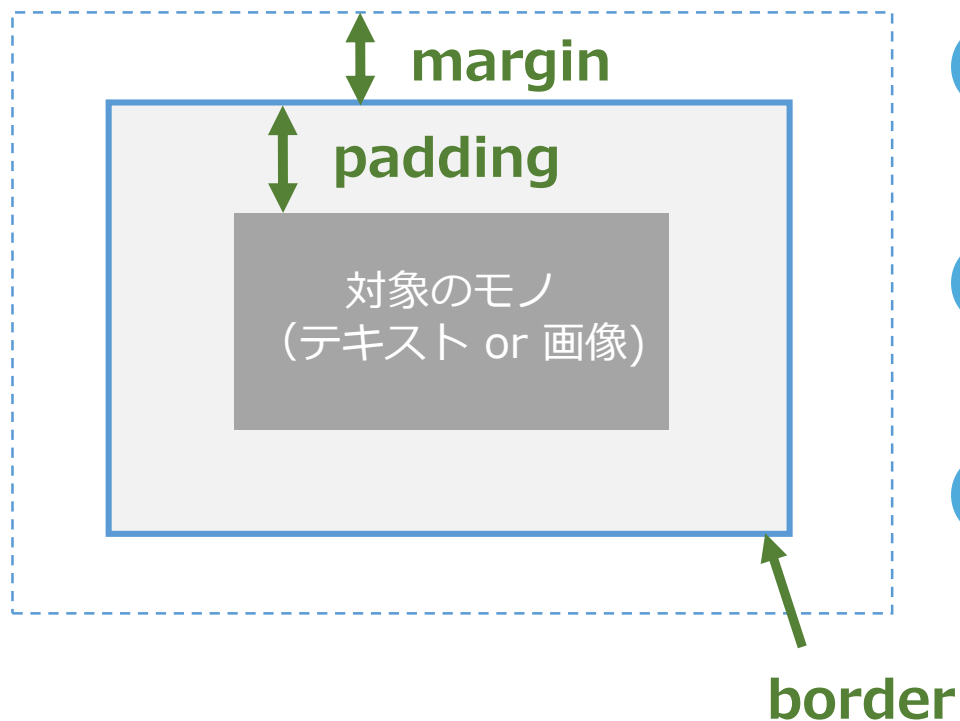 margin
padding
対象のモノ
（テキスト or 画像)
border